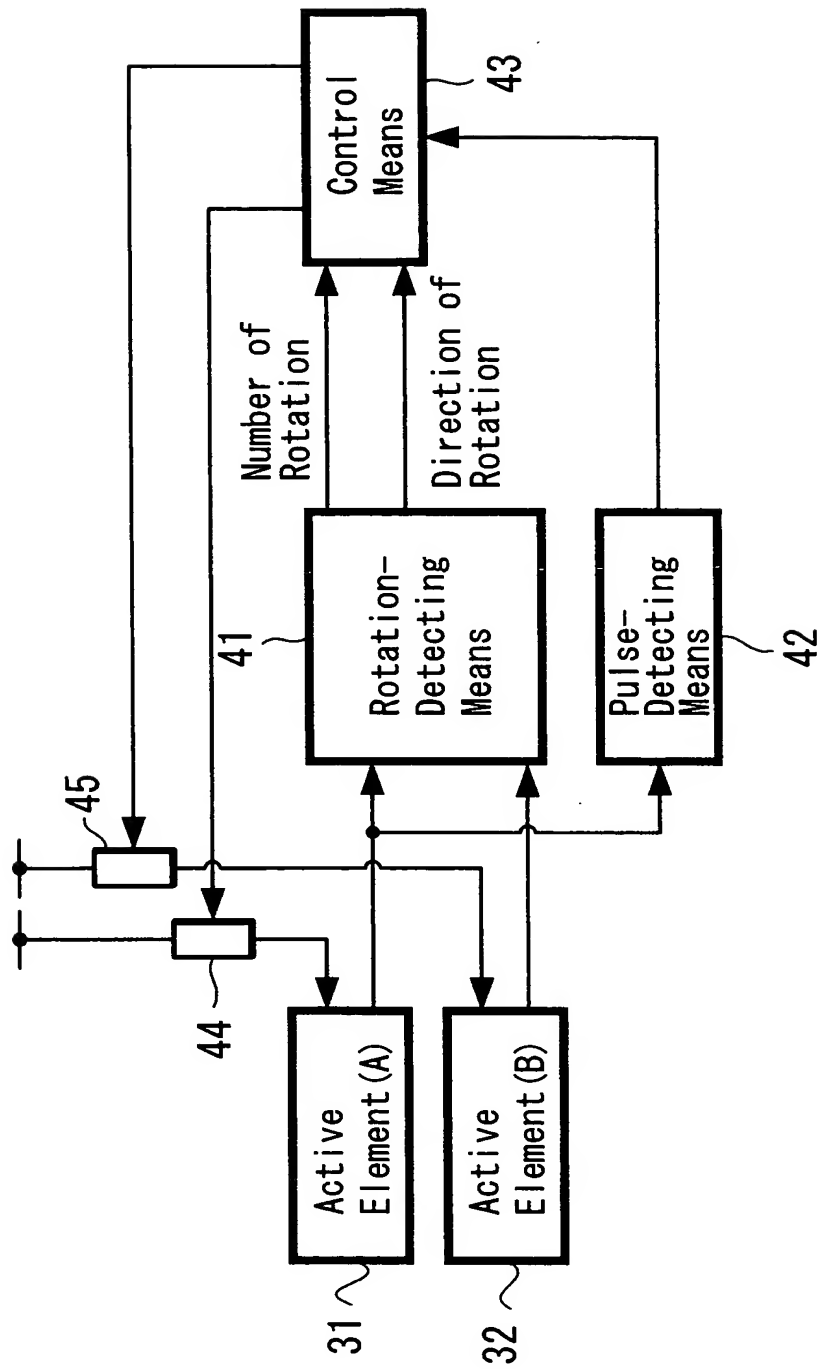 31
Active
Element(A)
32
Active
Element(B)
44
45
41
Rotation-
Detecting
Means
Pulse-
Detecting
Means
42
Number of
Rotation
Direction of
Rotation
Control
Means
43